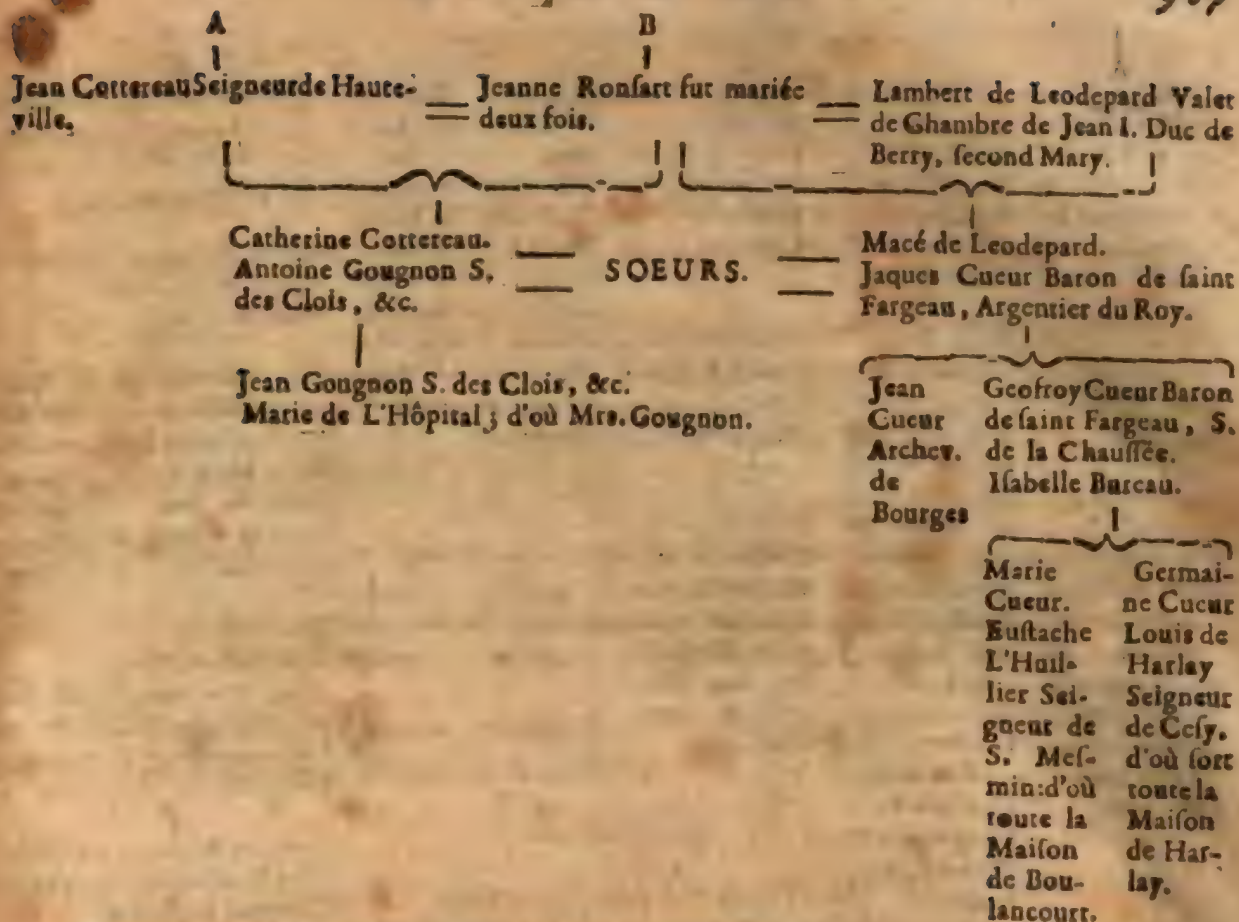 A
B
Jean Cottereau Seigneur de Haute-
ville,
Jeanne Ronſart fut mariée
deux fois.
Lambert de Leodepard Valet
de Chambre de Jean I. Duc de
Berry, ſecond Mary.
Catherine Cottereau.
Antoine Gougnon S.
des Clois, &c.
SOEURS.
Macé de Leodepard.
Jaques Cueur Baron de ſaint
Fargeau, Argentier du Roy.
Jean Gougnon S. des Clois, &c.
Marie de L'Hôpital; d'où Mrs. Gougnon.
Jean
Cueur
Archev.
de
Bourges
Geofroy Cueur Baron
de ſaint Fargeau, S.
de la Chauſſée.
Iſabelle Bureau.
Marie
Cueur.
Euſtache
L'Huil-
lier Sei-
gneur de
S. Meſ-
min:d'où
toute la
Maiſon
de Bou-
lancourt.
Germai-
ne Cueur
Louis de
Harlay
Seigneur
de Ceſy.
d'où ſort
toute la
Maiſon
de Har-
lay.